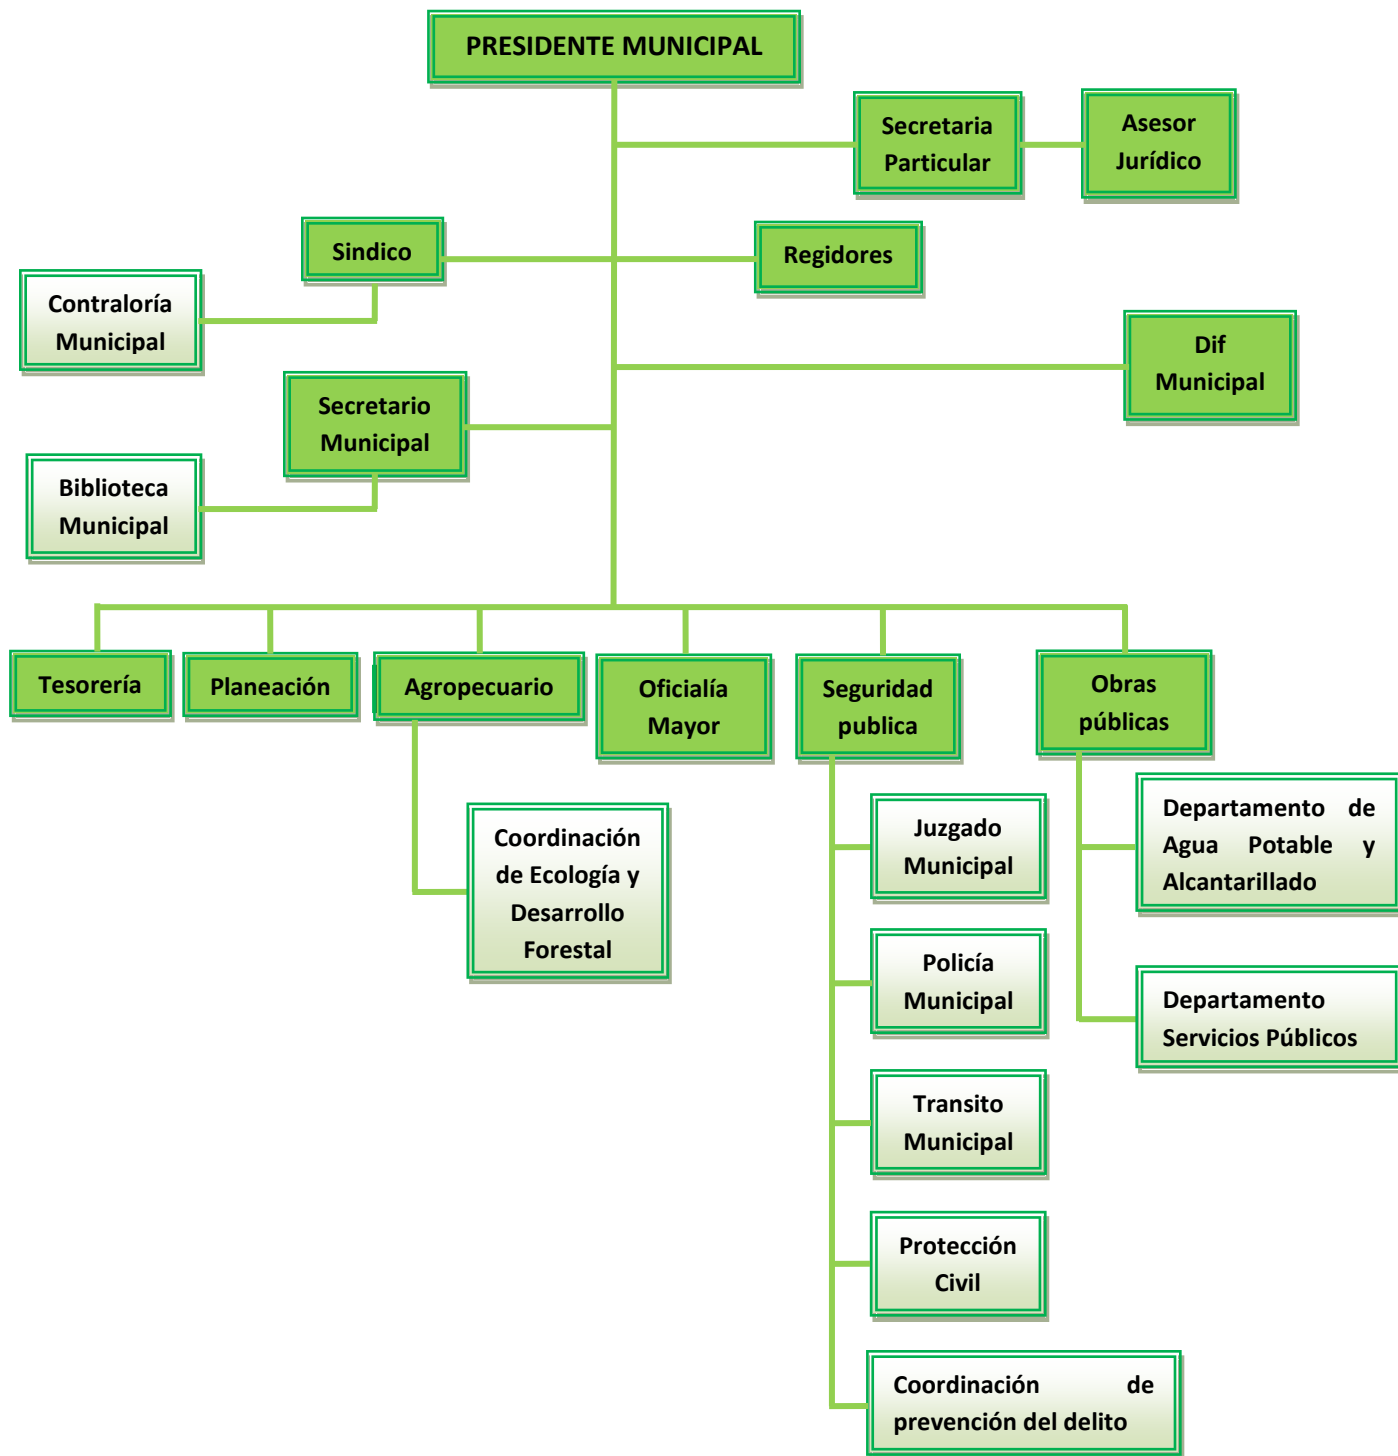 PRESIDENTE MUNICIPAL
Secretaria
Particular
Asesor
Jurídico
Sindico
Regidores
Contraloría
Municipal
Dif
Municipal
Secretario
Municipal
Biblioteca
Municipal
Tesorería
Planeación
Agropecuario
Oficialía
Mayor
Seguridad
publica
Obras
públicas
Coordinación
de Ecología y
Desarrollo
Forestal
Juzgado
Municipal
Policía
Municipal
Transito
Municipal
Protección
Civil
Coordinación de
prevención del delito
Departamento de
Agua Potable y
Alcantarillado
Departamento
Servicios Públicos